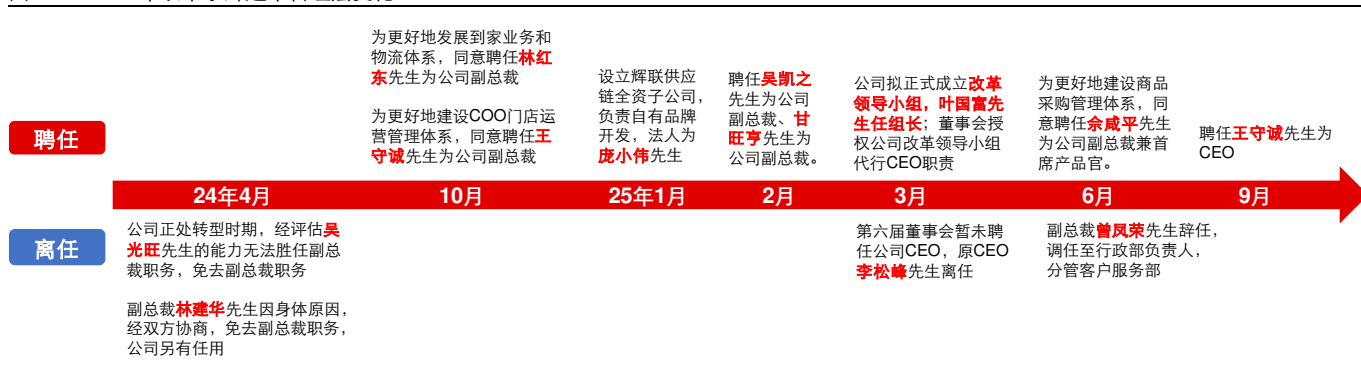 为更好地发展到家业务和
物流体系，同意聘任林红
东先生为公司副总裁
为更好地建设COO门店运
营管理体系，同意聘任王
守诚先生为公司副总裁
设立辉联供应
链全资子公司，
负责自有品牌
开发，法人为
庞小伟先生
聘任吴凯之
先生为公司
副总裁、甘
旺亨先生为
公司副总裁。
公司拟正式成立改革
领导小组，叶国富先
生任组长；董事会授
权公司改革领导小组
代行CEO职责
为更好地建设商品
采购管理体系，同
意聘任佘咸平先生
为公司副总裁兼首
席产品官。
聘任王守诚先生为
CEO
聘任
24年4月
10月
25年1月
2月
3月
6月
9月
离任
公司正处转型时期，经评估吴
光旺先生的能力无法胜任副总
裁职务，免去副总裁职务
副总裁林建华先生因身体原因，
经双方协商，免去副总裁职务，
公司另有任用
第六届董事会暂未聘
任公司CEO，原CEO
李松峰先生离任
副总裁曾凤荣先生辞任，
调任至行政部负责人，
分管客户服务部